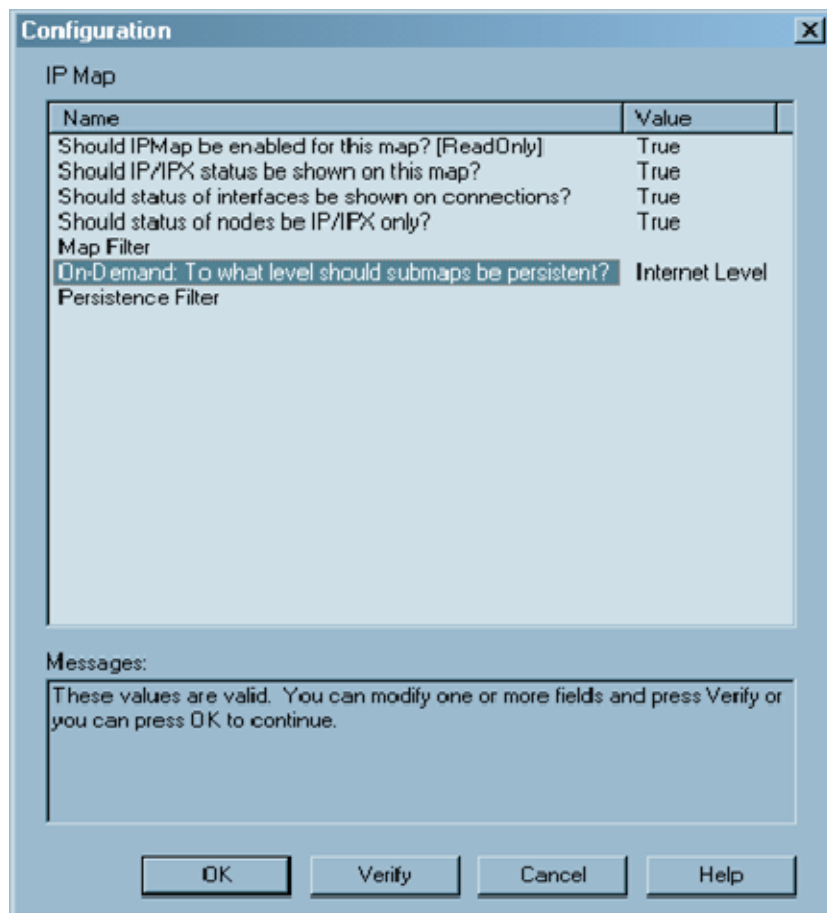 Configuration
IP Map
Name Value
Should IPMap be enabled for this map? [ReadOnly] True
Should IP/IPX status be shown on this map? True
Should status of interfaces be shown on connections? True
Should status of nodes be IP/IPX only? True
Map Filter
On-Demand: To what level should submaps be persistent? Internet Level
Persistence Filter
Messages:
These values are valid. You can modify one or more fields and press Verify or
you can press OK to continue.
OK Verify Cancel Help